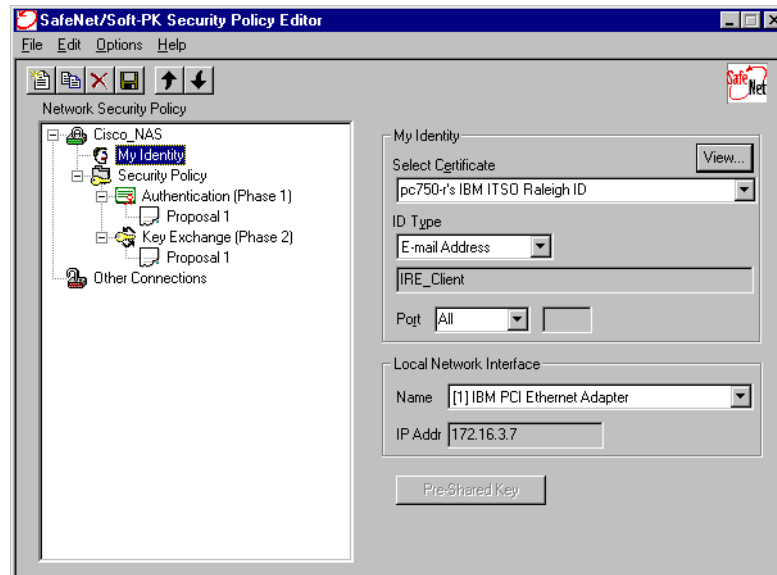 SafeNet/Soft-PK Security Policy Editor
File Edit Options Help
SafeNet
Network Security Policy
Cisco_NAS
My Identity
Security Policy
Authentication (Phase 1)
Proposal 1
Key Exchange (Phase 2)
Proposal 1
Other Connections
My Identity
Select Certificate
View...
pc750-r's IBM ITSO Raleigh ID
ID Type
E-mail Address
IRE_Client
Port All
Local Network Interface
Name [1] IBM PCI Ethernet Adapter
IP Addr 172.16.3.7
Pre-Shared Key